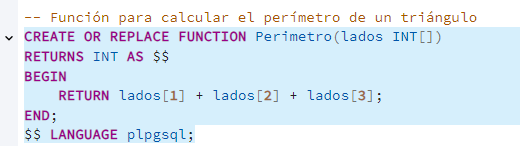 -- Función para calcular el perímetro de un triángulo
CREATE OR REPLACE FUNCTION Perimetro(lados INT[])
RETURNS INT AS $$
BEGIN
    RETURN lados[1] + lados[2] + lados[3];
END;
$$ LANGUAGE plpgsql;